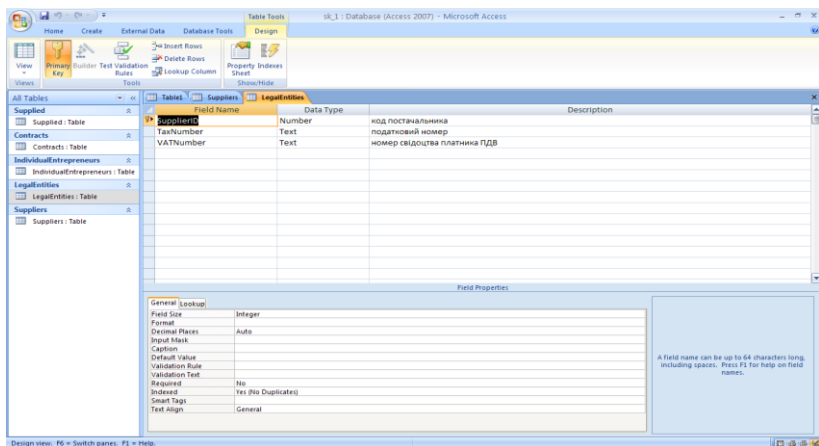 Table Tools
sk_1 : Database (Access 2007) - Microsoft Access
Home Create External Data Database Tools Design
View
Primary Key
Builder
Test Validation Rules
Insert Rows
Delete Rows
Lookup Column
Property Sheet
Indexes
Views Tools Show/Hide
All Tables
Table1 Suppliers LegalEntities
Supplied
Supplied : Table
Contracts
Contracts : Table
IndividualEntrepreneurs
IndividualEntrepreneurs : Table
LegalEntities
LegalEntities : Table
Suppliers
Suppliers : Table
Field Name Data Type Description
SupplierID Number код постачальника
TaxNumber Text податковий номер
VATNumber Text номер свідоцтва платника ПДВ
Field Properties
General Lookup
Field Size Integer
Format
Decimal Places Auto
Input Mask
Caption
Default Value
Validation Rule
Validation Text
Required No
Indexed Yes (No Duplicates)
Smart Tags
Text Align General
A field name can be up to 64 characters long,
including spaces. Press F1 for help on field
names.
Design view. F6 = Switch panes. F1 = Help.